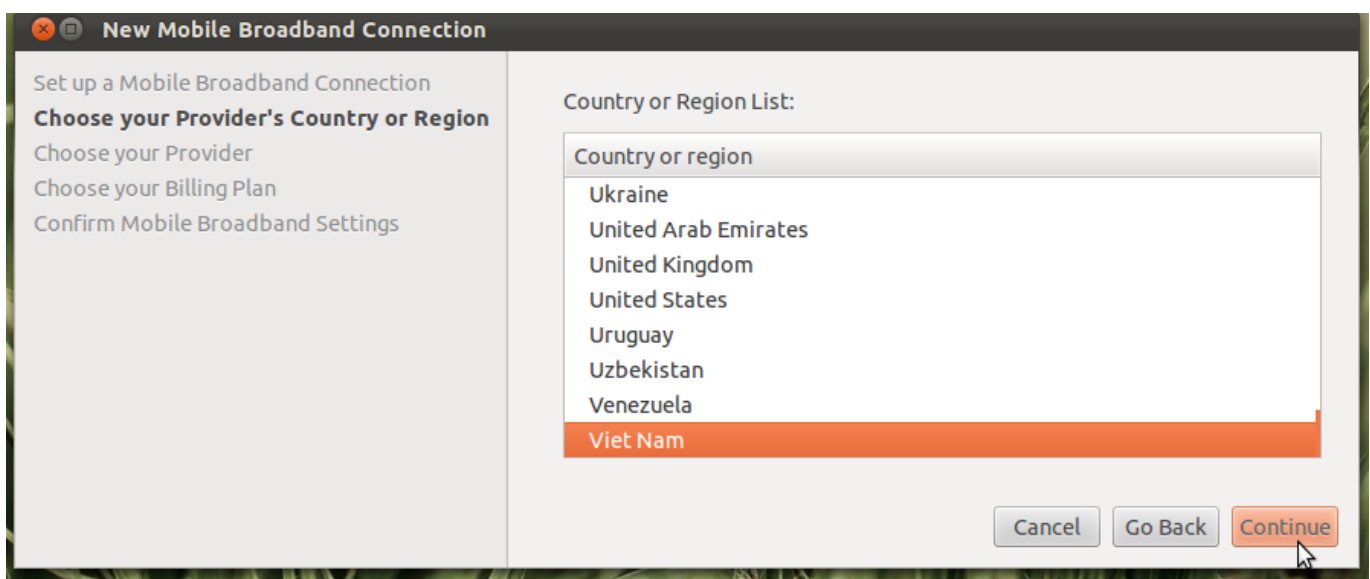 New Mobile Broadband Connection
Set up a Mobile Broadband Connection
Choose your Provider's Country or Region
Choose your Provider
Choose your Billing Plan
Confirm Mobile Broadband Settings
Country or Region List:
Country or region
Ukraine
United Arab Emirates
United Kingdom
United States
Uruguay
Uzbekistan
Venezuela
Viet Nam
Cancel Go Back Continue